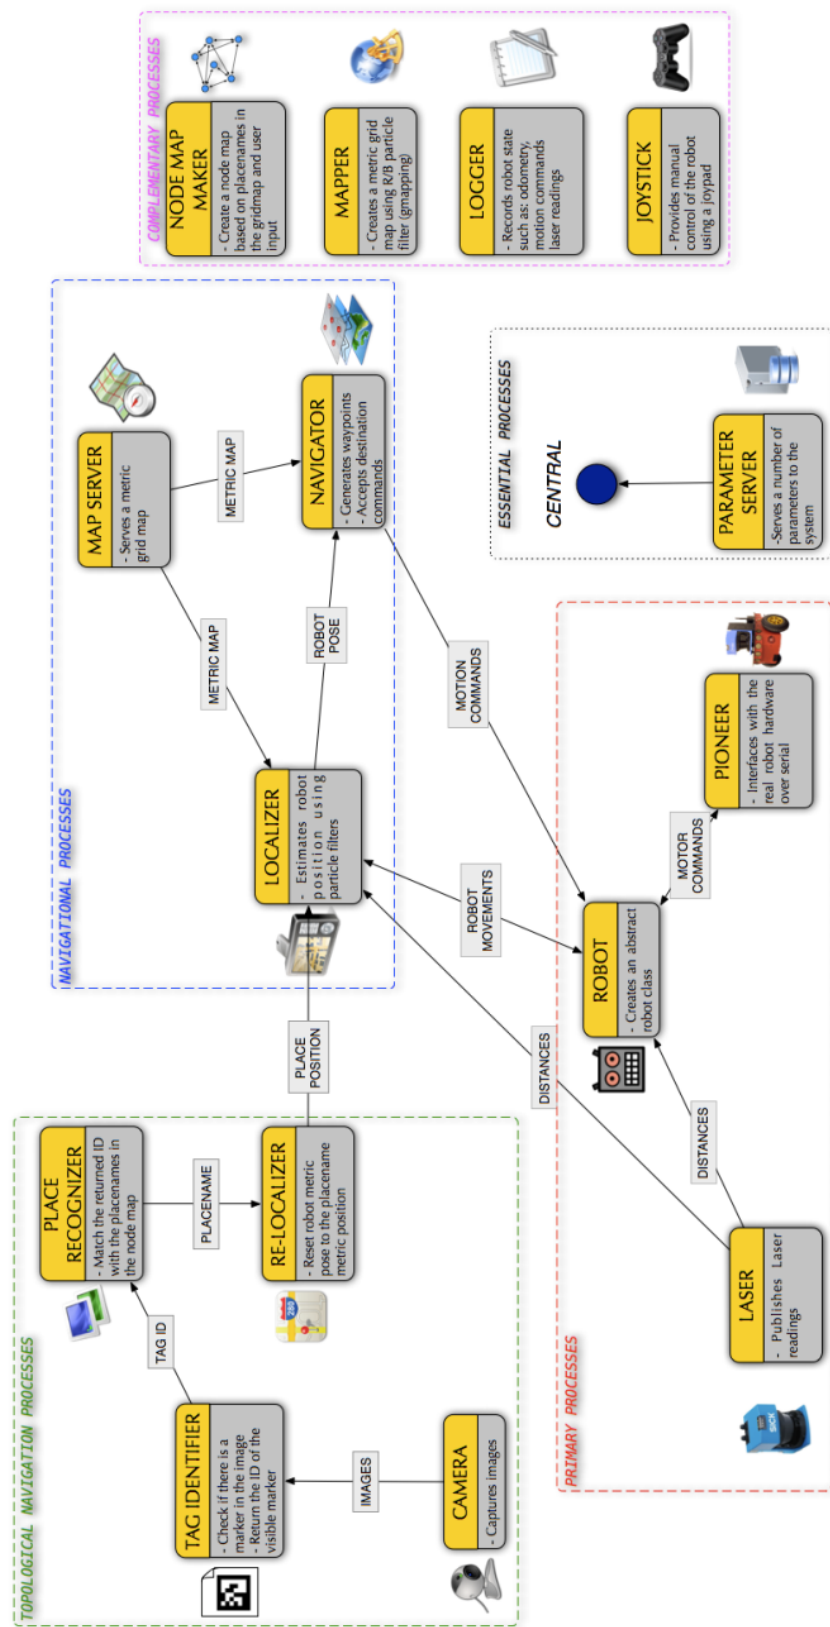 TOPOLOGICAL NAVIGATION PROCESSES
TAG IDENTIFIER
- Check if there is a
marker in the image
- Return the ID of the
visible marker
CAMERA
- Captures images
IMAGES
TAG ID
PLACE
RECOGNIZER
- Match the returned ID
with the placenames in
the node map
PLACENAME
RE-LOCALIZER
- Reset robot metric
pose to the placename
metric position
280
PLACE
POSITION
NAVIGATIONAL PROCESSES
LOCALIZER
- Estimates robot
position using
particle filters
MAP SERVER
- Serves a metric
grid map
METRIC MAP
METRIC MAP
ROBOT
POSE
NAVIGATOR
- Generates waypoints
- Accepts destination
commands
COMPLEMENTARY PROCESSES
NODE MAP
MAKER
- Create a node map
based on placenames in
the gridmap and user
input
MAPPER
- Creates a metric grid
map using R/B particle
filter (gmapping)
LOGGER
- Records robot state
such as: odometry,
motion commands
laser readings
JOYSTICK
- Provides manual
control of the robot
using a joypad
PRIMARY PROCESSES
LASER
- Publishes Laser
readings
SICK
DISTANCES
DISTANCES
ROBOT
- Creates an abstract
robot class
ROBOT
MOVEMENTS
MOTION
COMMANDS
MOTOR
COMMANDS
PIONEER
- Interfaces with the
real robot hardware
over serial
ESSENTIAL PROCESSES
CENTRAL
PARAMETER
SERVER
-Serves a number of
parameters to the
system